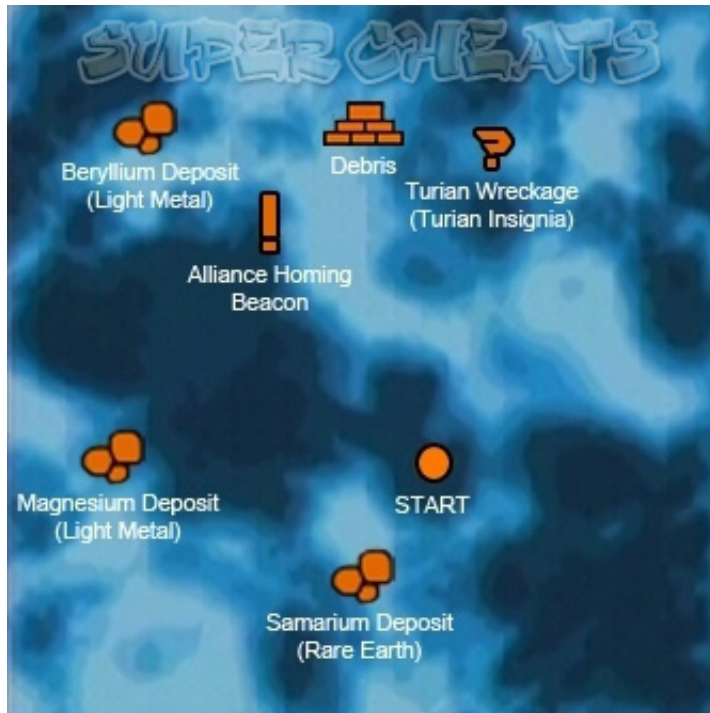 SUPER CHEATS
Beryllium Deposit
(Light Metal)
Debris
Turian Wreckage
(Turian Insignia)
Alliance Homing
Beacon
Magnesium Deposit
(Light Metal)
START
Samarium Deposit
(Rare Earth)